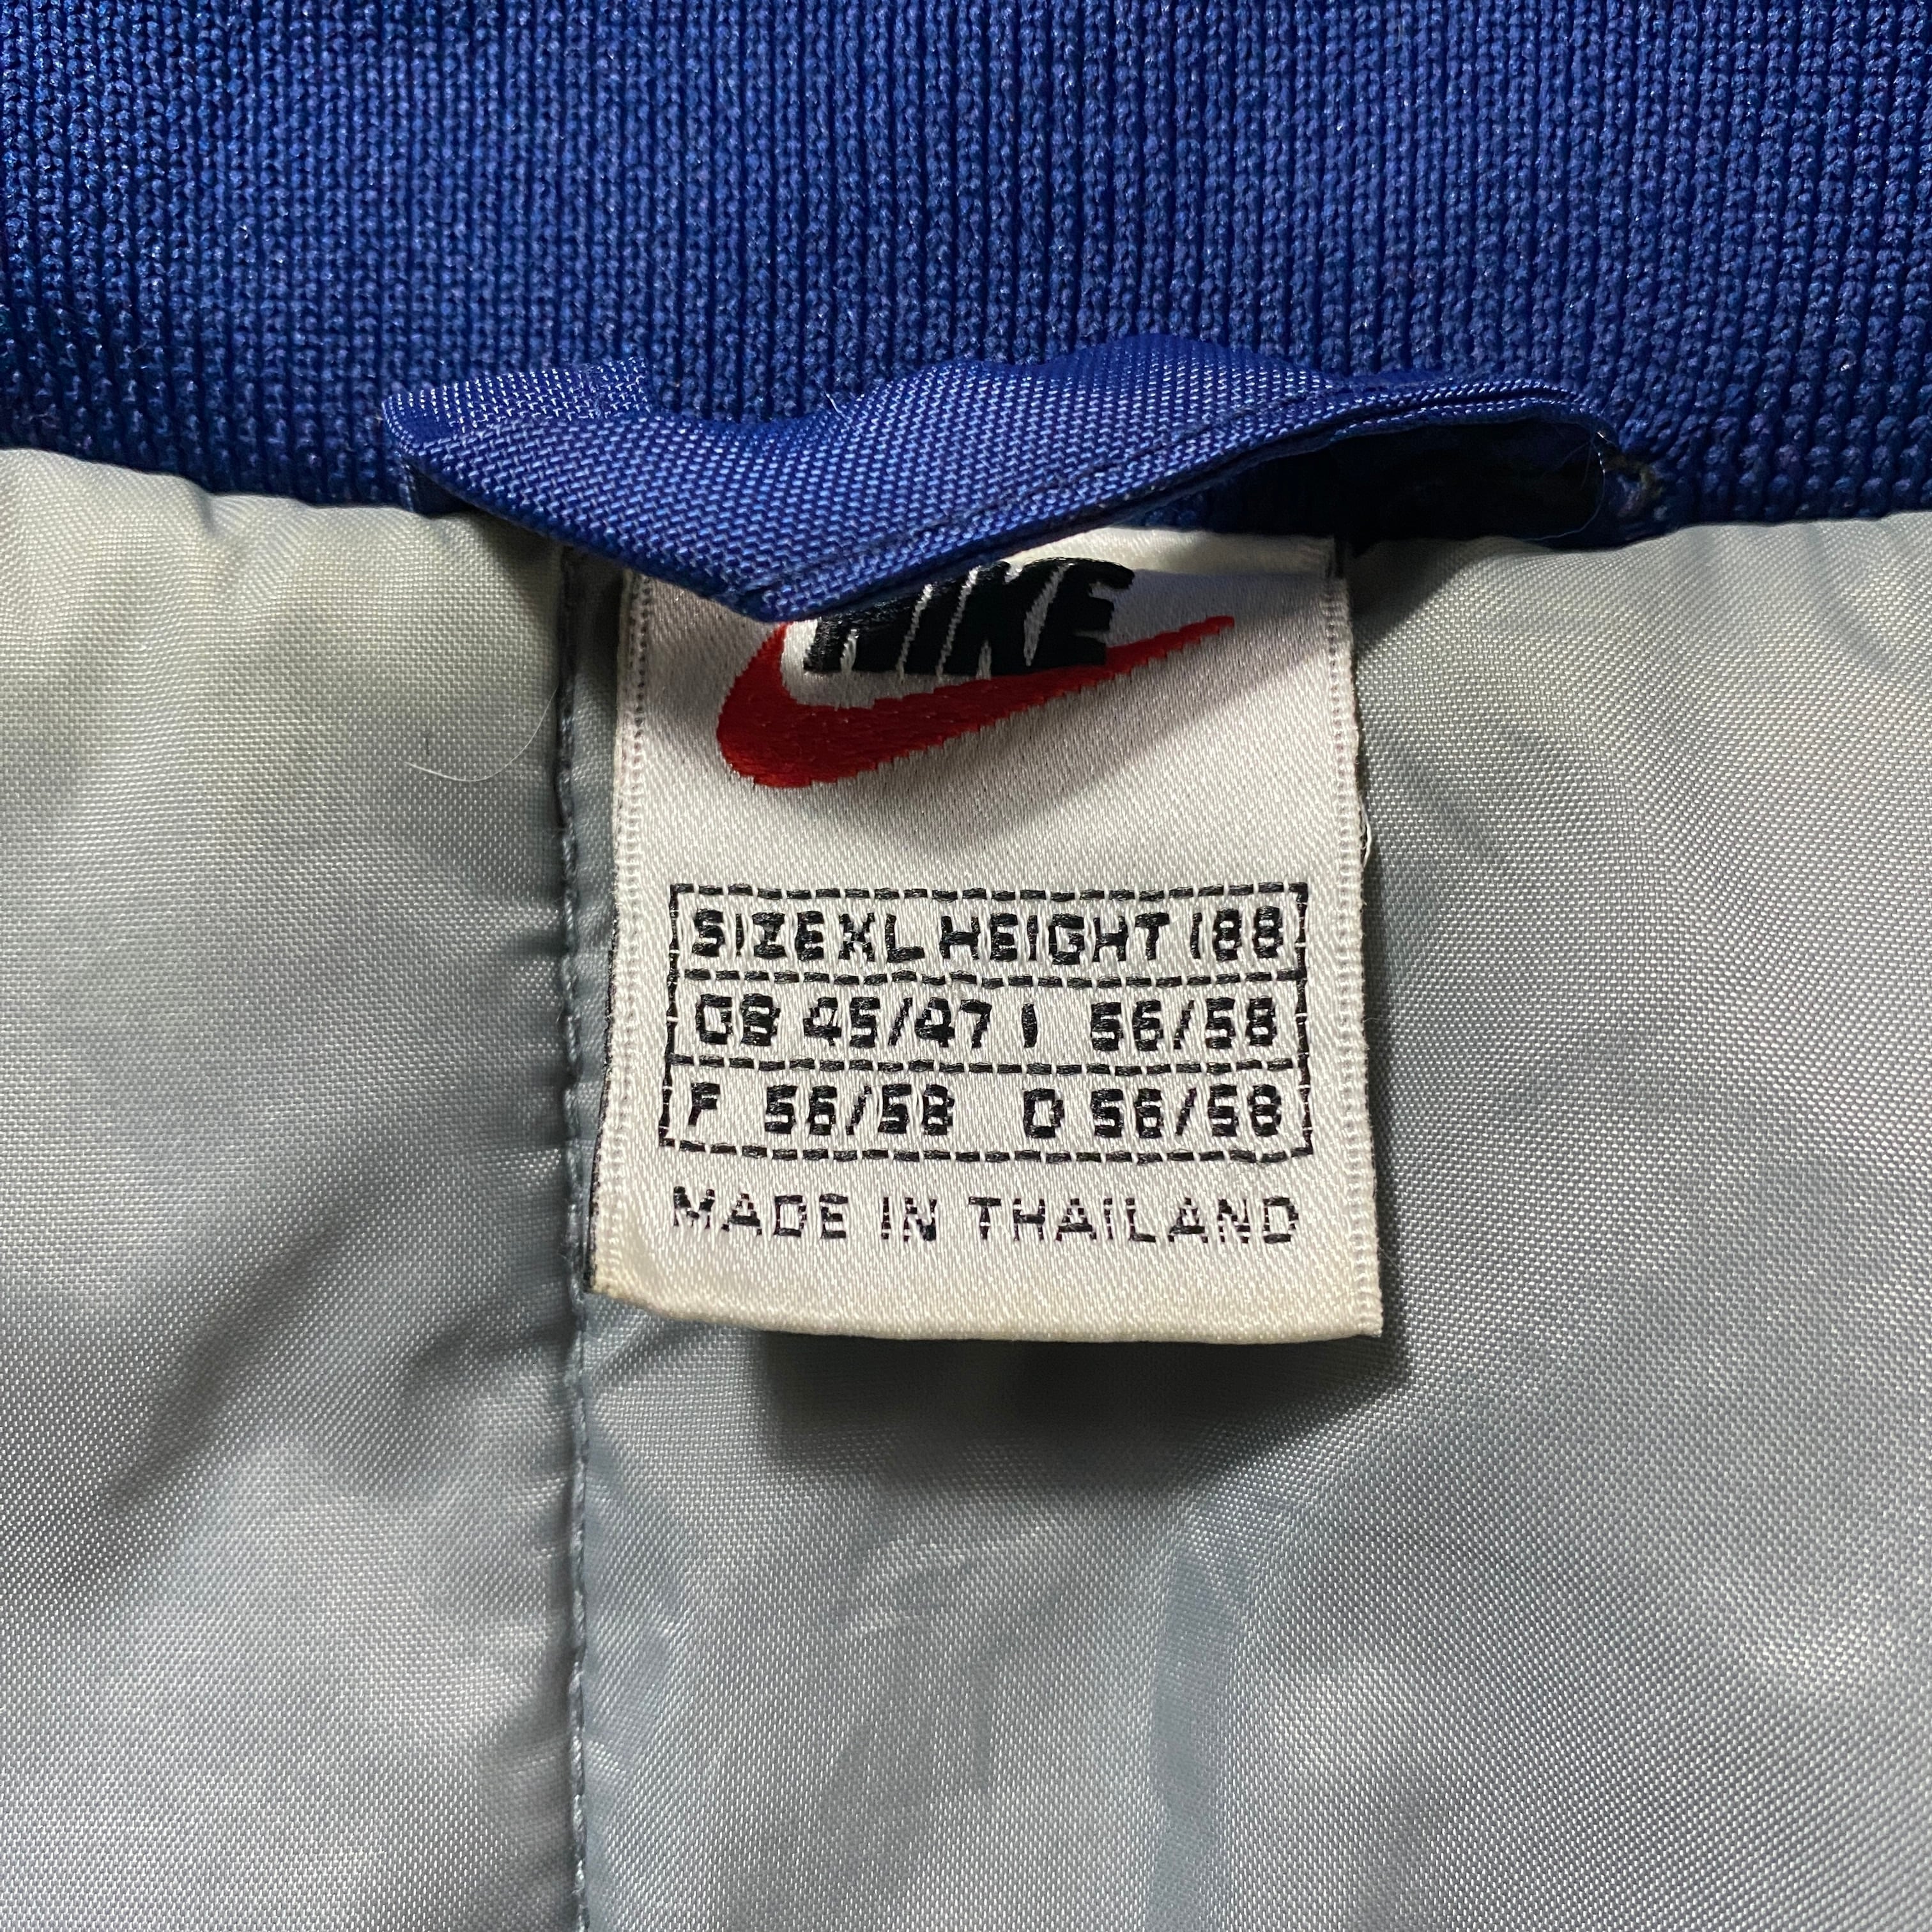 NIKE
SIZE XL HEIGHT 188
GB 45/47 I 56/58
F 56/58 D 56/58
MADE IN THAILAND